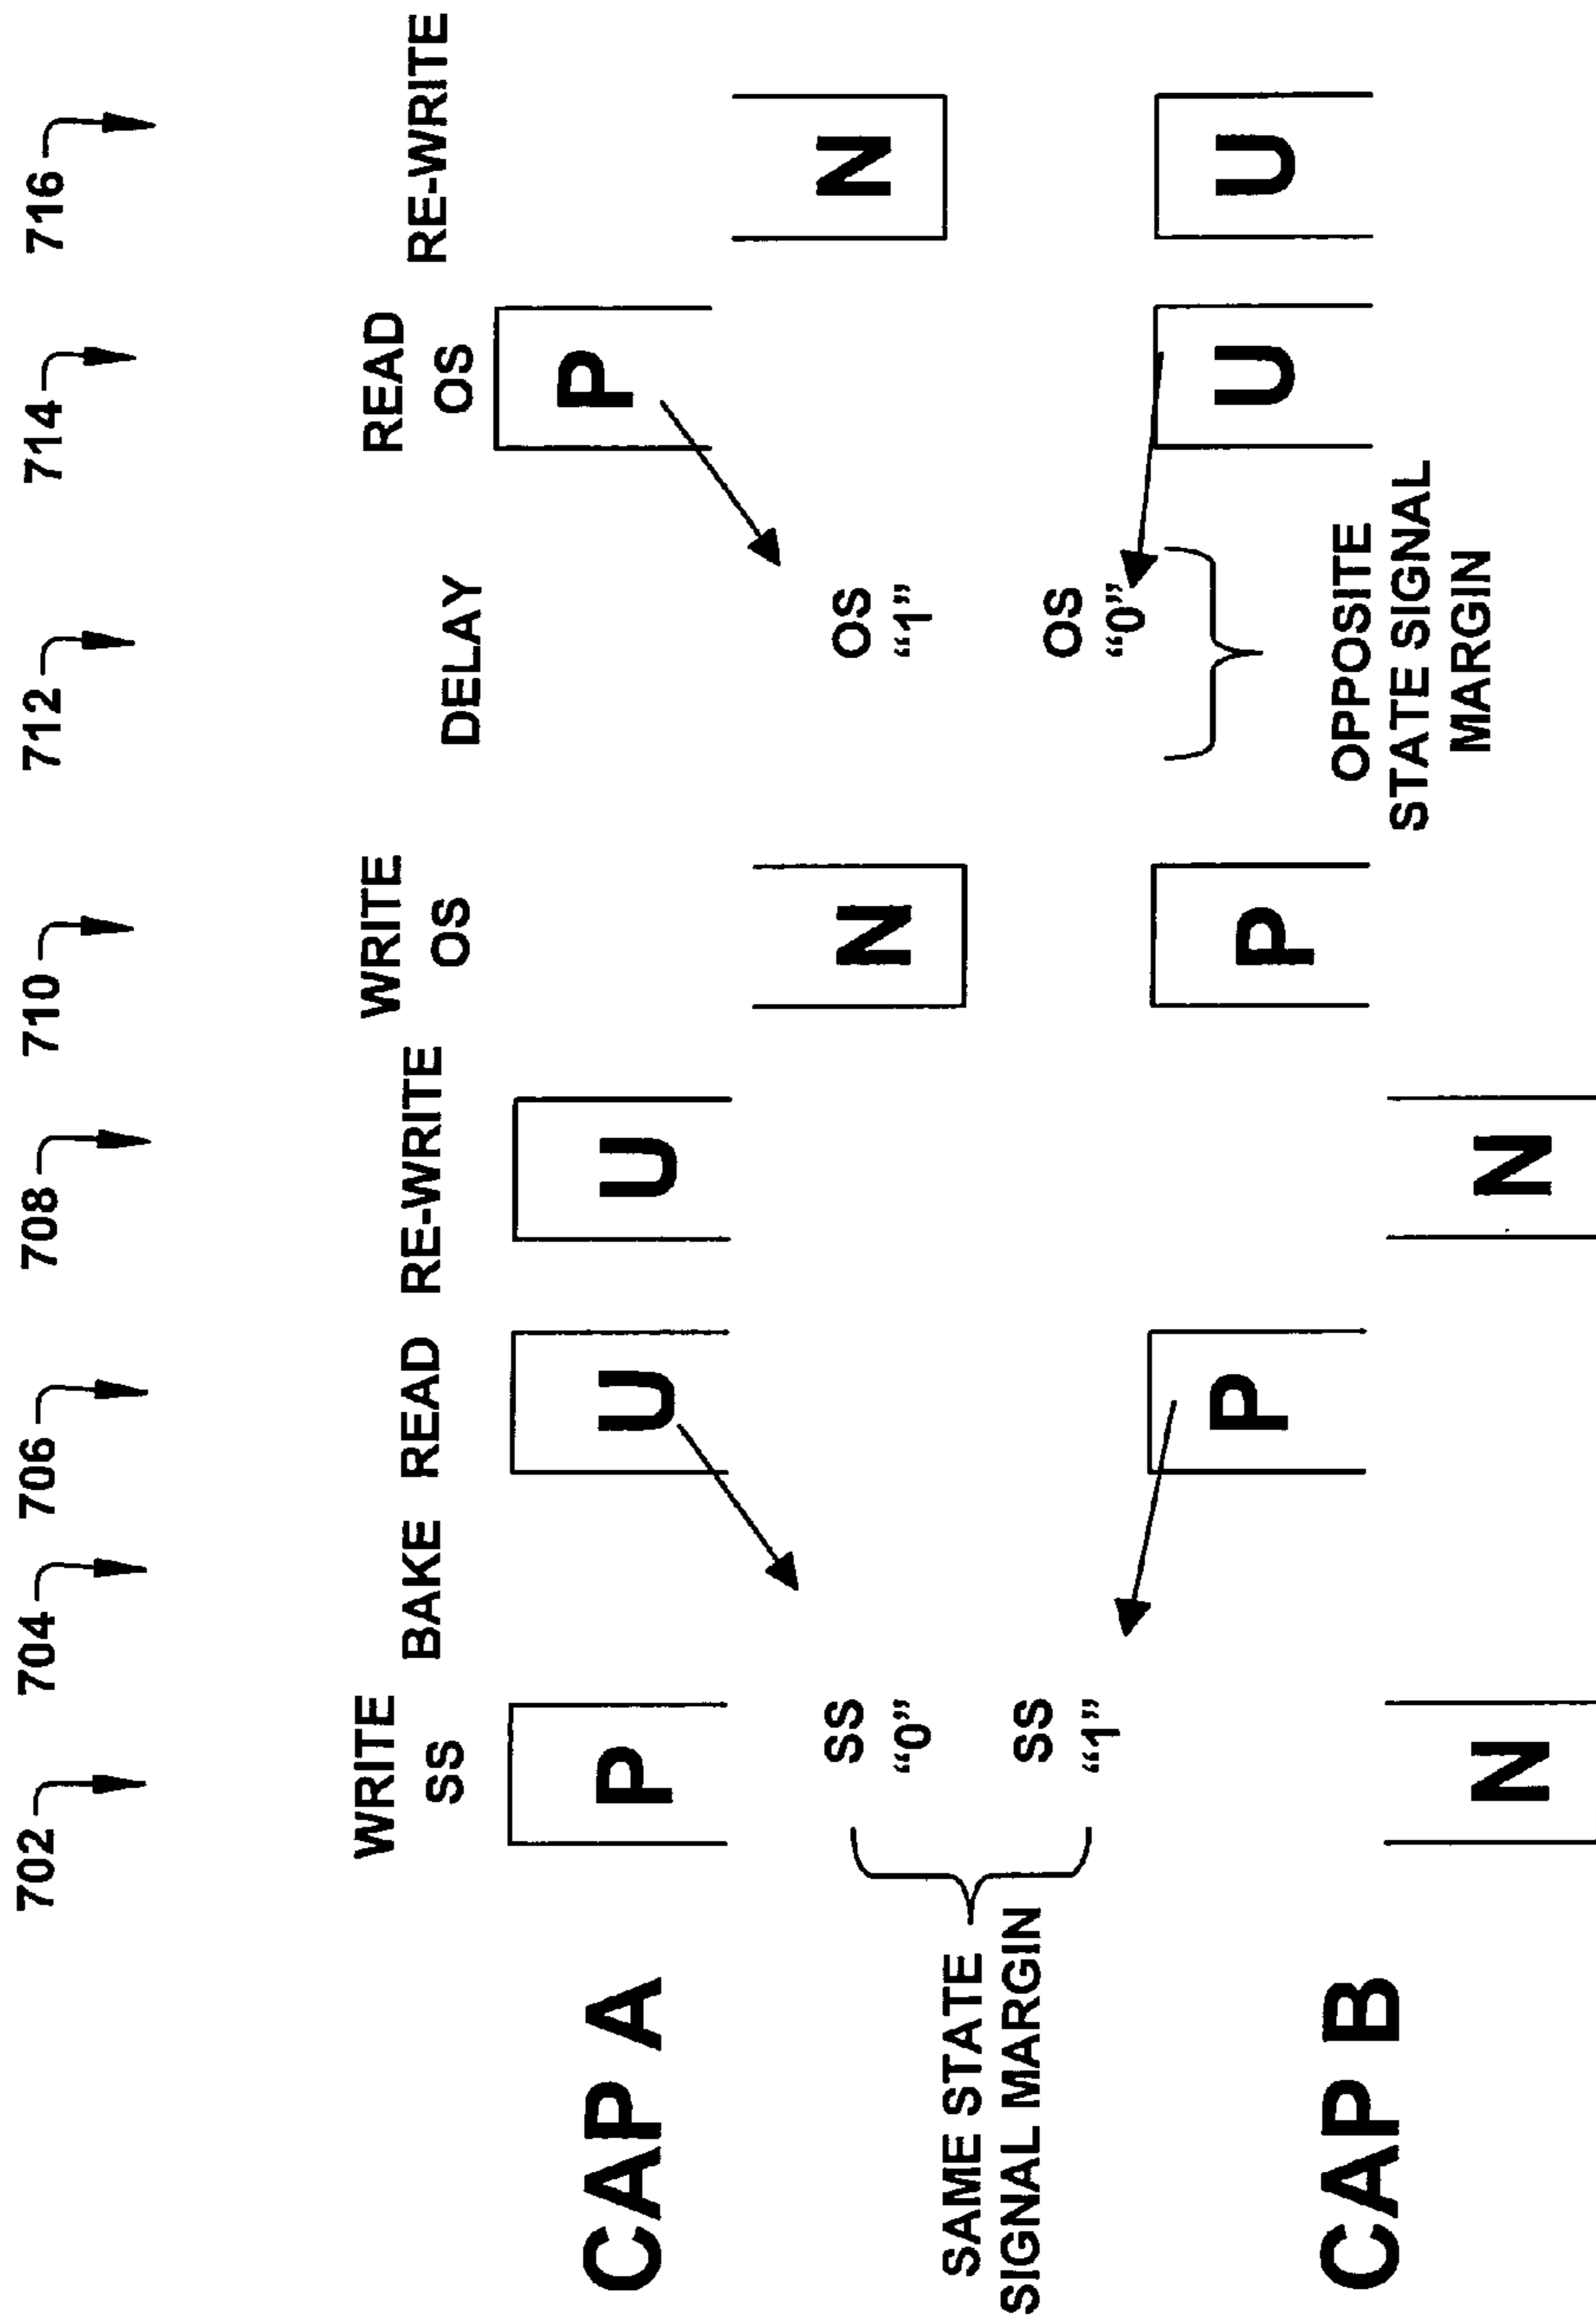 702
704
706
708
710
712
714
716
WRITE
SS
BAKE
READ
RE-WRITE
WRITE
OS
DELAY
READ
OS
RE-WRITE
CAP A
P
U
U
N
P
N
SAME STATE
SIGNAL MARGIN
SS
“0”
SS
“1”
OS
“1”
OS
“0”
OPPOSITE
STATE SIGNAL
MARGIN
CAP B
N
P
N
P
U
U